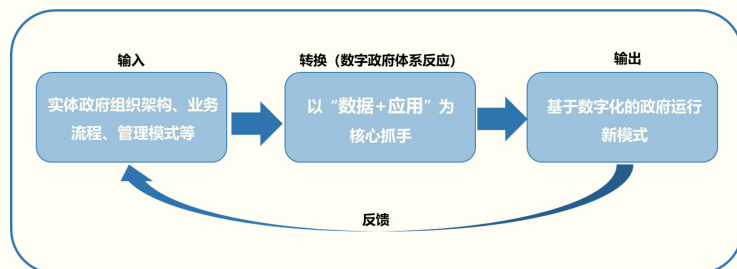 输入
转换（数字政府体系反应）
输出
实体政府组织架构、业务
流程、管理模式等
以“数据+应用”为
核心抓手
基于数字化的政府运行
新模式
反馈